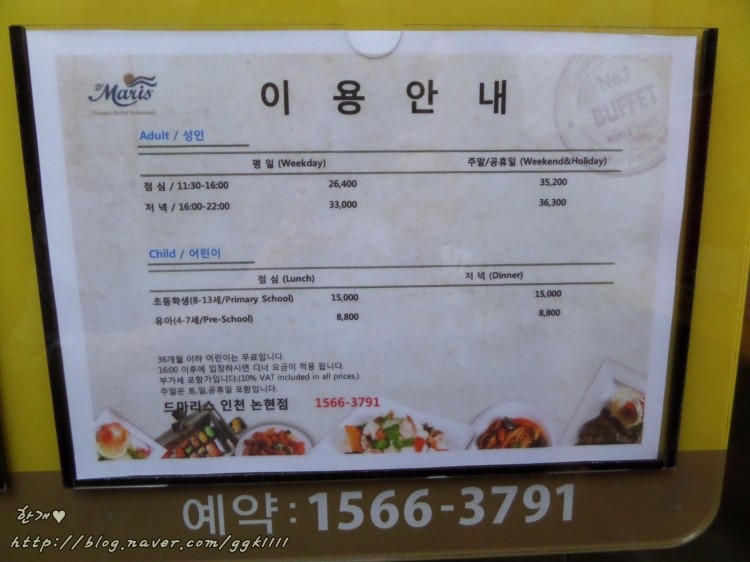 D' Maris
Premier Buffet Restaurant
이 용 안 내
No.1
BUFFET
Adult / 성인
평 일 (Weekday) 주말/공휴일 (Weekend&Holiday)
점 심 / 11:30-16:00 26,400 35,200
저 녁 / 16:00-22:00 33,000 36,300
Child / 어린이
점 심 (Lunch) 저 녁 (Dinner)
초등학생(8-13세/Primary School) 15,000 15,000
유아(4-7세/Pre-School) 8,800 8,800
36개월 이하 어린이는 무료입니다.
16:00 이후에 입장하시면 디너 요금이 적용 됩니다.
부가세 포함가입니다.(10% VAT included in all prices.)
주말은 토,일,공휴일 포함입니다.
드마리스 인천 논현점 1566-3791
예약 : 1566-3791
한개♥
http://blog.naver.com/ggk1111